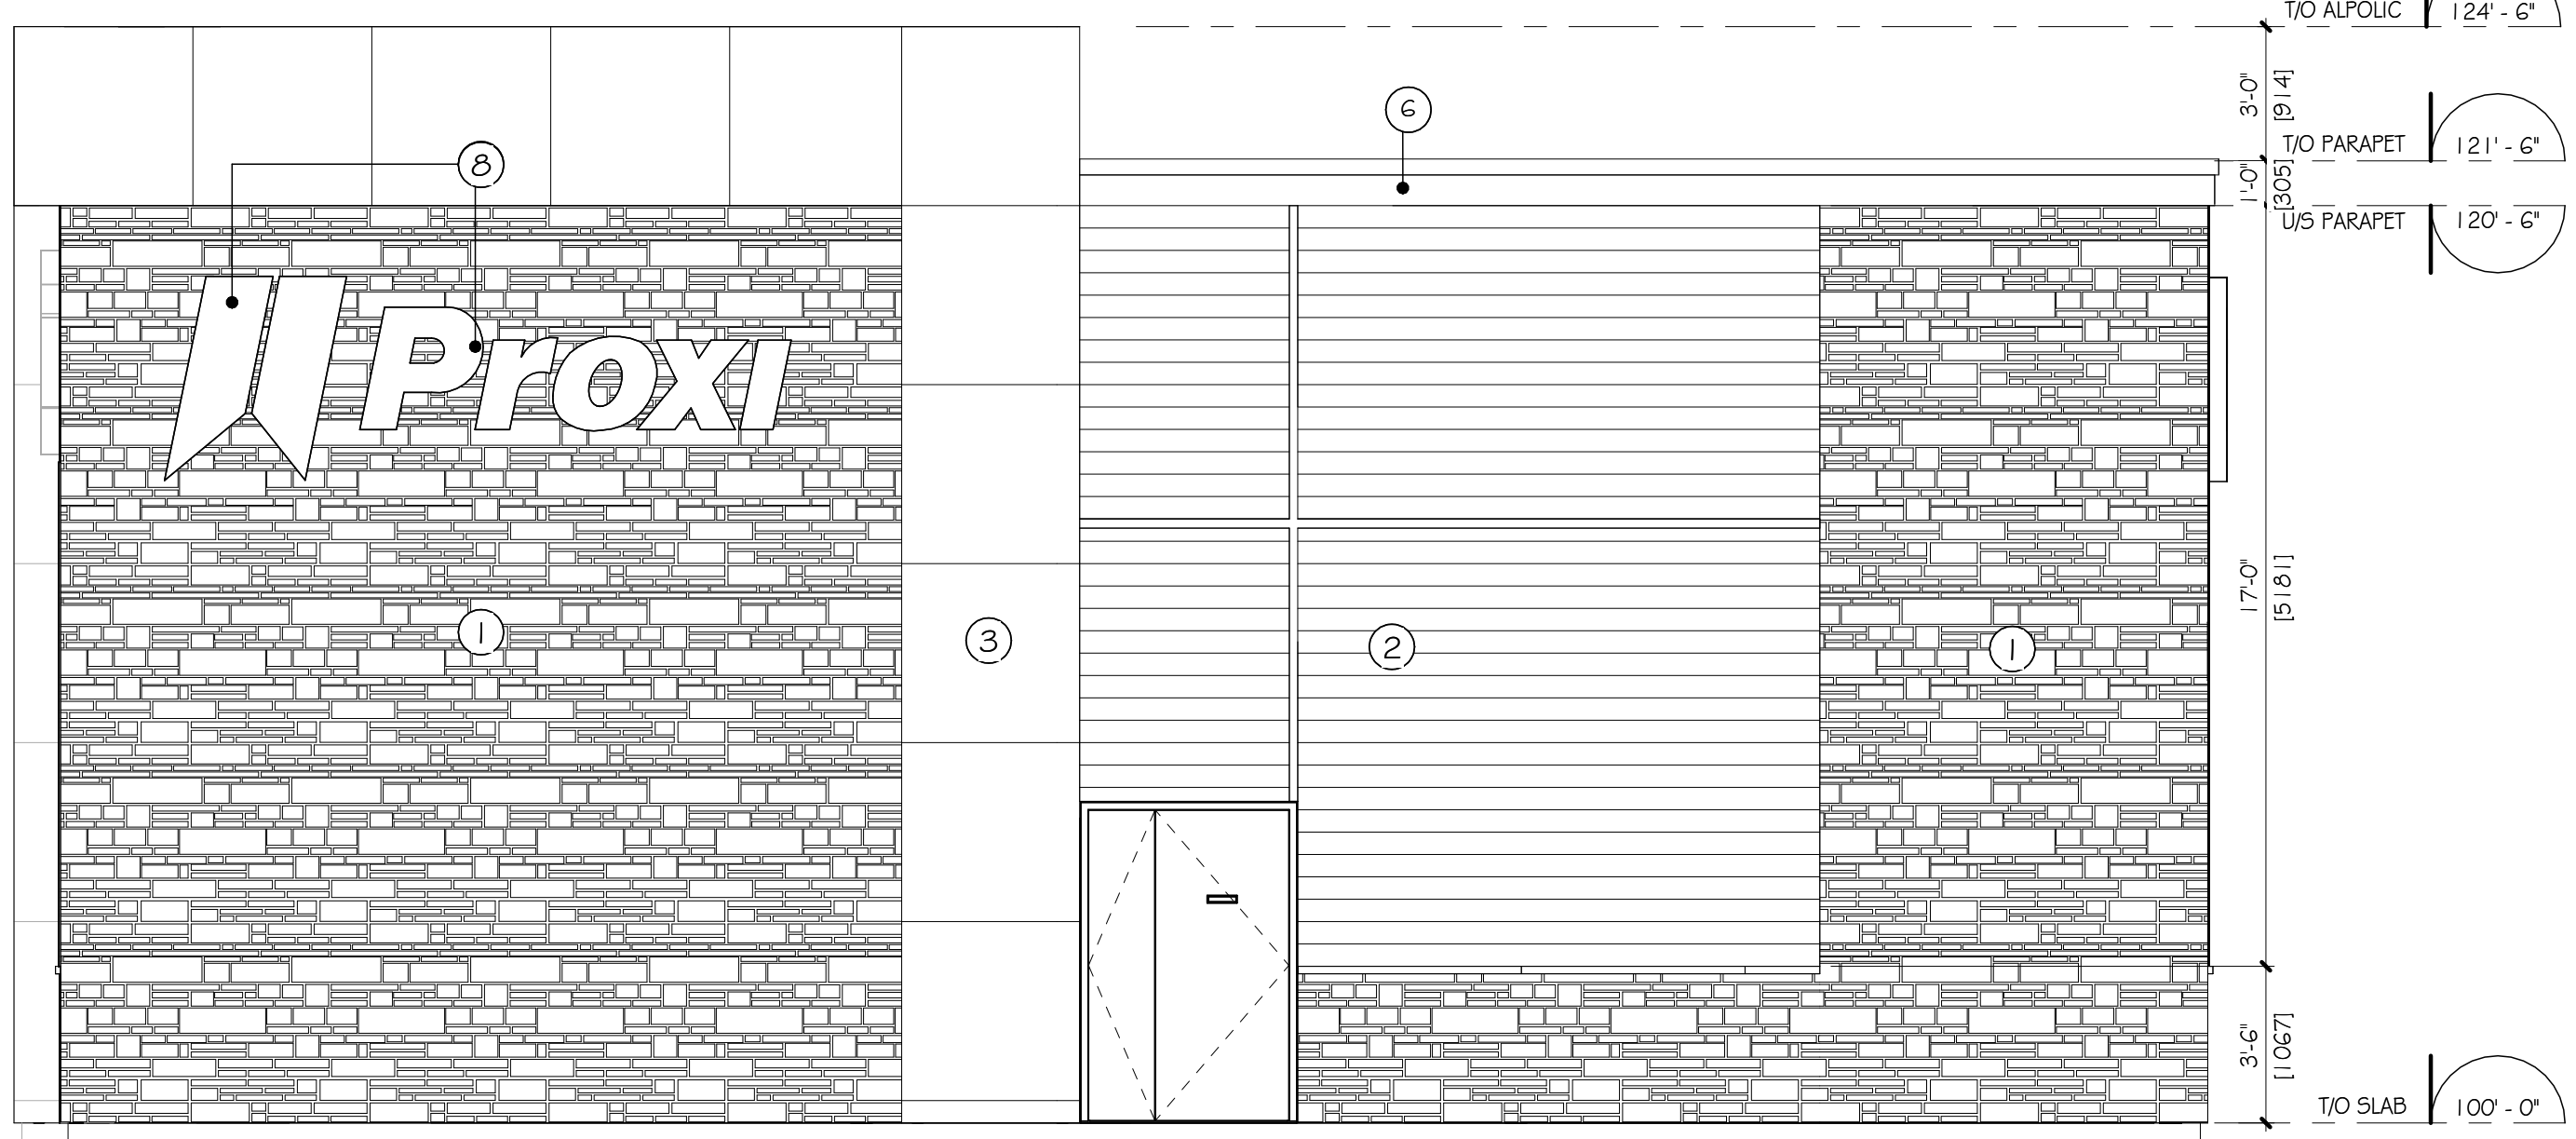 T/O ALPOLIC 124' - 6"
3'-0"
[914]
6
T/O PARAPET 121' - 6"
8
1'-0"
[305]
U/S PARAPET 120' - 6"
Proxi
17'-0"
[5181]
1
3
2
1
3'-6"
[1067]
T/O SLAB 100' - 0"